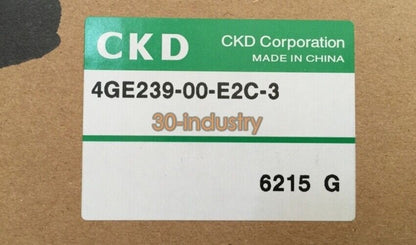 CKD
CKD Corporation
MADE IN CHINA
4GE239-00-E2C-3
30-Industry
6215 G